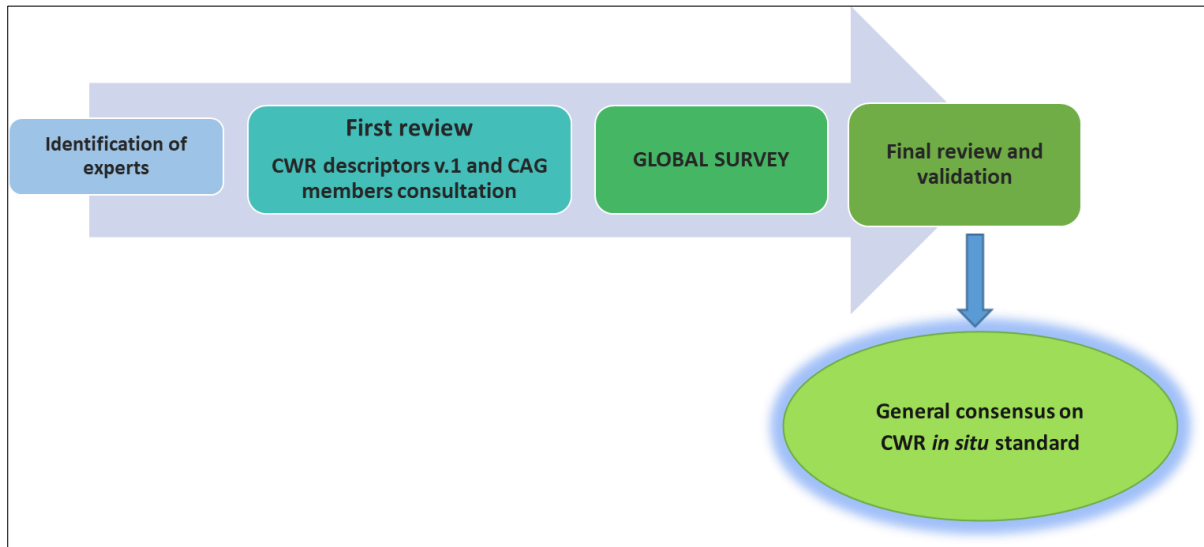 Identification of
experts
First review
CWR descriptors v.1 and CAG
members consultation
GLOBAL SURVEY
Final review and
validation
General consensus on
CWR in situ standard